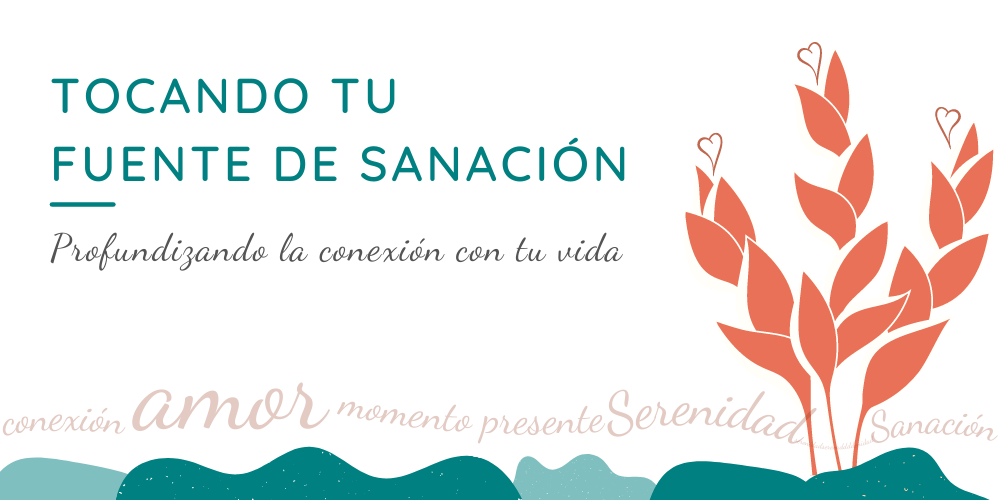 TOCANDO TU
FUENTE DE SANACIÓN
Profundizando la conexión con tu vida
conexión amor momento presente Serenidad Sanación